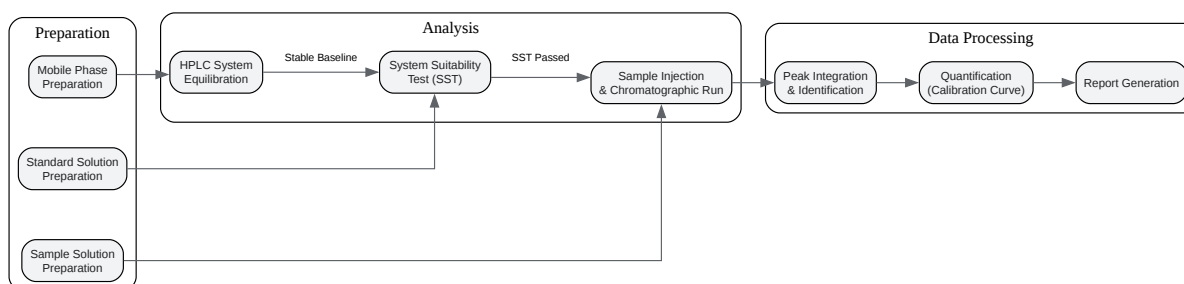 Preparation
Mobile Phase
Preparation
Standard Solution
Preparation
Sample Solution
Preparation
Analysis
HPLC System
Equilibration
Stable Baseline
System Suitability
Test (SST)
SST Passed
Sample Injection
& Chromatographic Run
Data Processing
Peak Integration
& Identification
Quantification
(Calibration Curve)
Report Generation